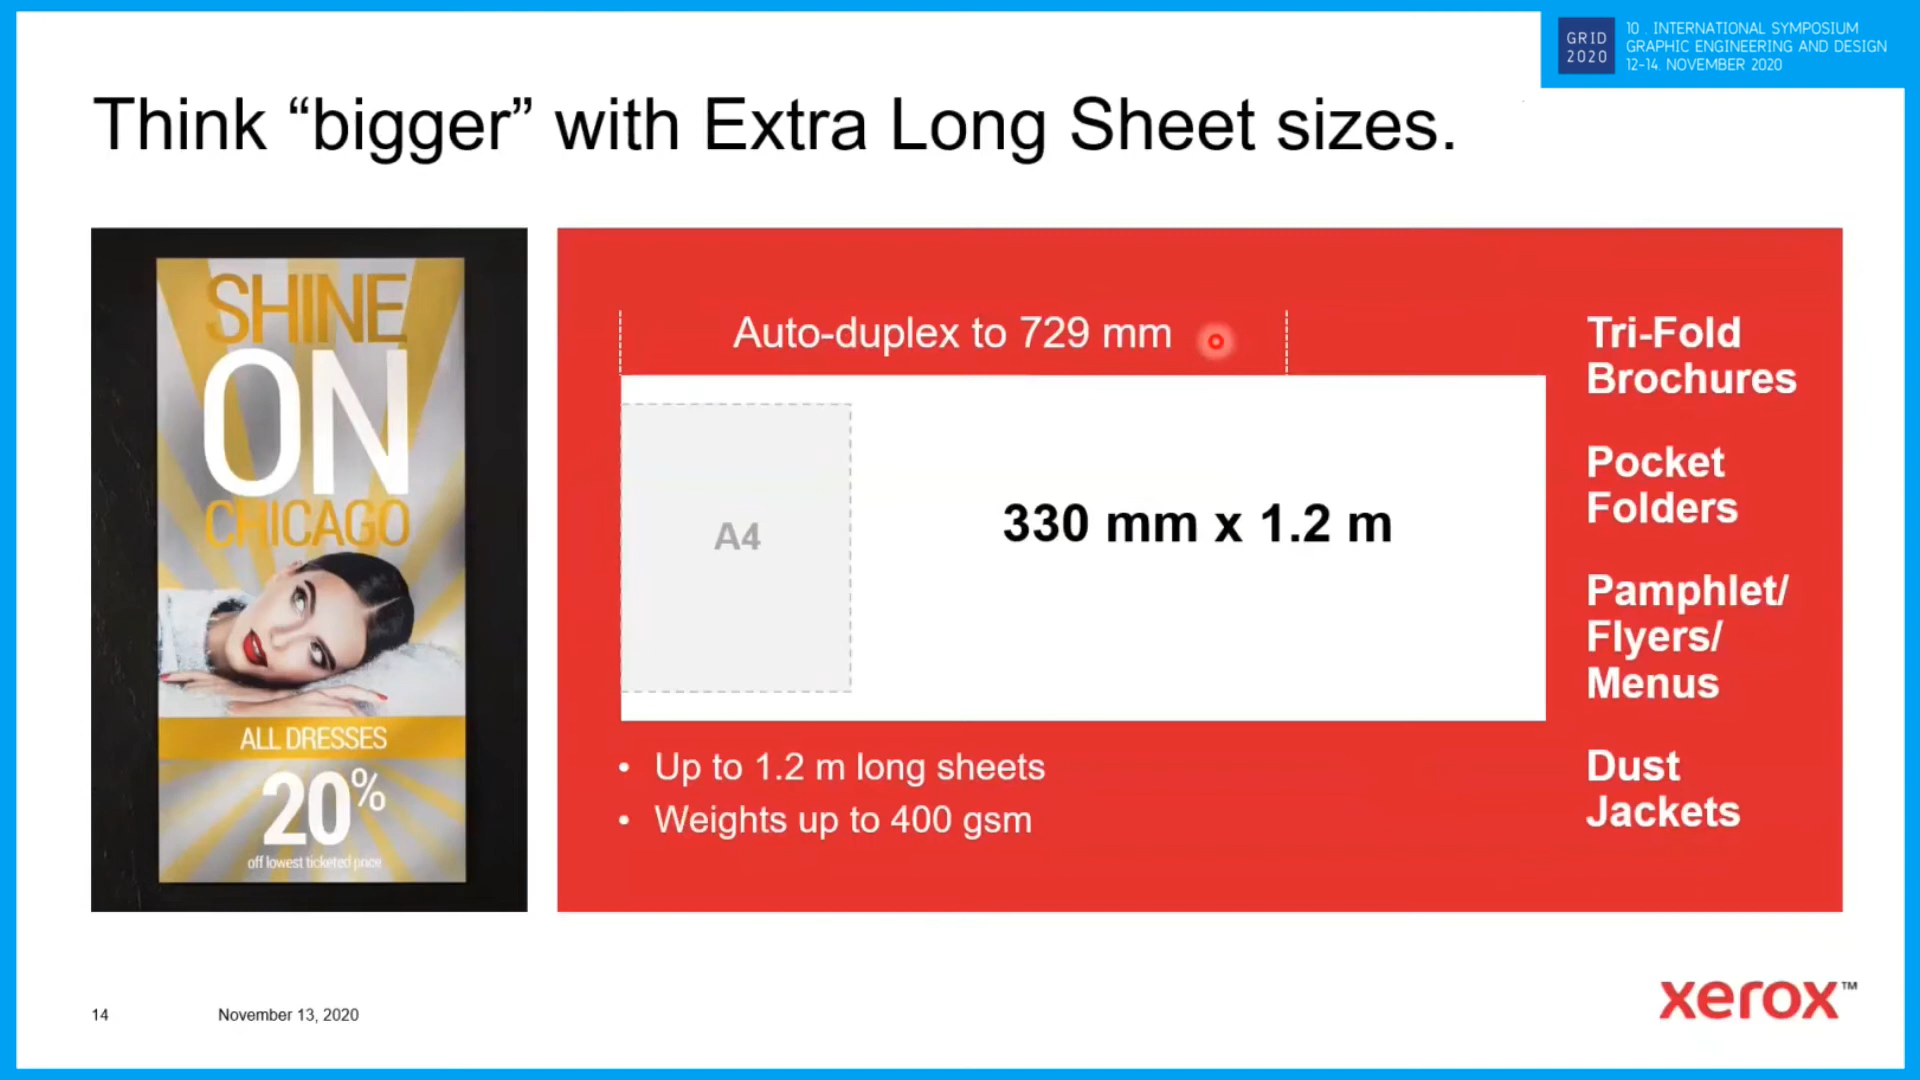 GRID
2020
10 . INTERNATIONAL SYMPOSIUM
GRAPHIC ENGINEERING AND DESIGN
12-14. NOVEMBER 2020
Think “bigger” with Extra Long Sheet sizes.
SHINE
ON
CHICAGO
ALL DRESSES
20%
off lowest ticketed price
Auto-duplex to 729 mm
A4
330 mm x 1.2 m
• Up to 1.2 m long sheets
• Weights up to 400 gsm
Tri-Fold
Brochures
Pocket
Folders
Pamphlet/
Flyers/
Menus
Dust
Jackets
14
November 13, 2020
xerox™